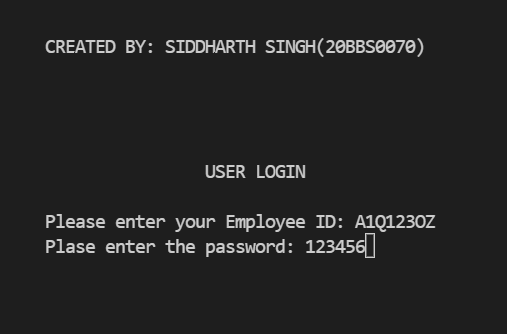 CREATED BY: SIDDHARTH SINGH(20BBS0070)
USER LOGIN
Please enter your Employee ID: A1Q123OZ
Plase enter the password: 123456